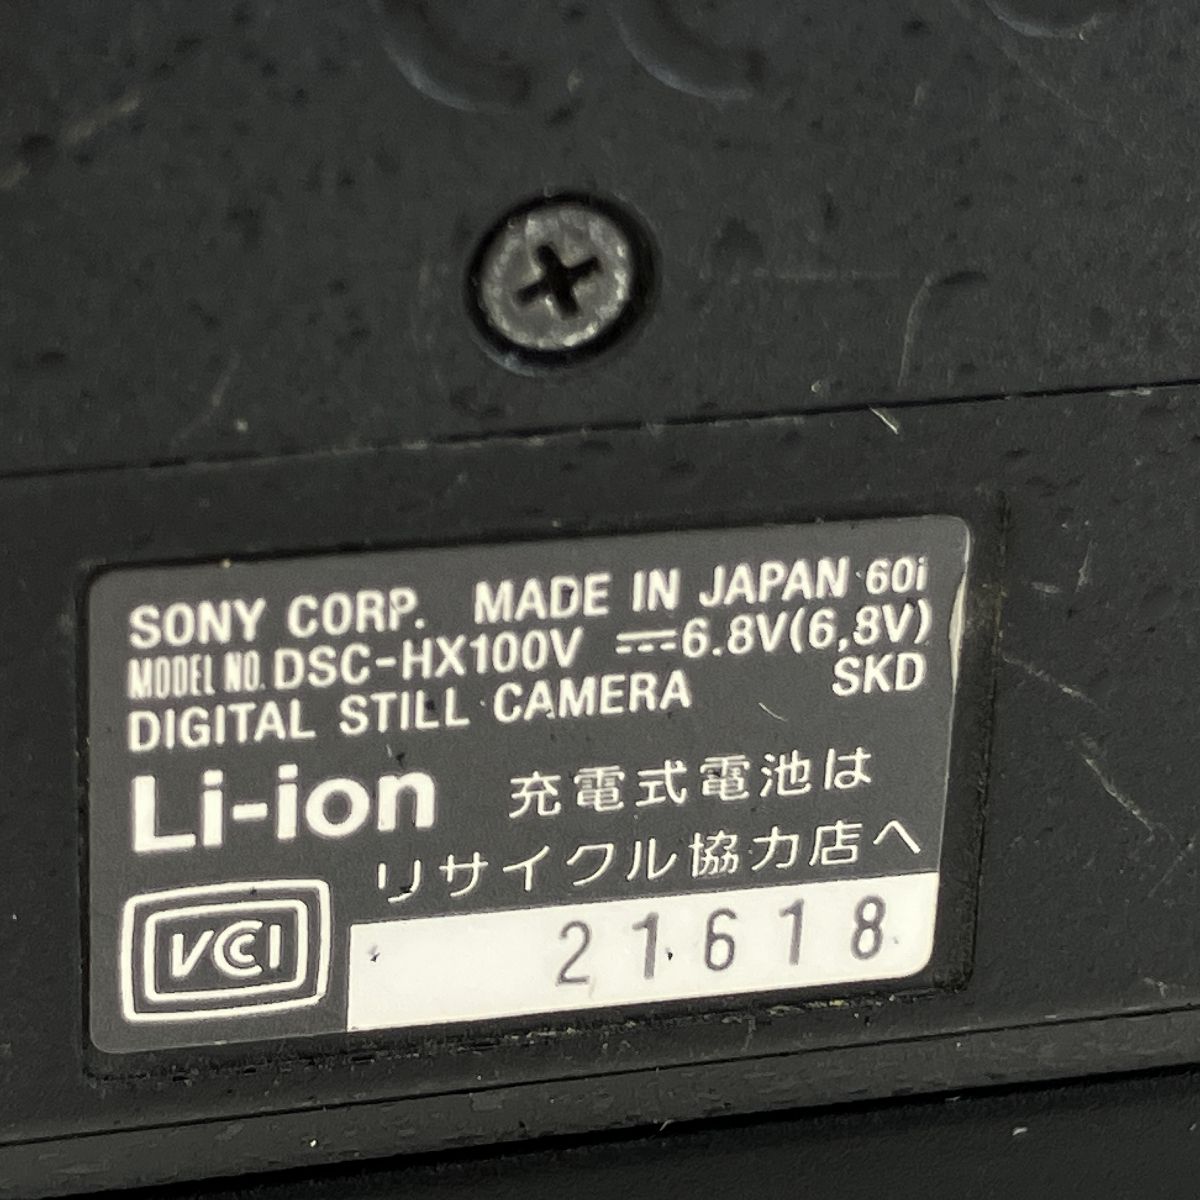 SONY CORP. MADE IN JAPAN 60i
MODEL NO. DSC-HX100V ⎓6.8V(6,8V)
DIGITAL STILL CAMERA SKD
Li-ion 充電式電池は
リサイクル協力店へ
VCCI
21618